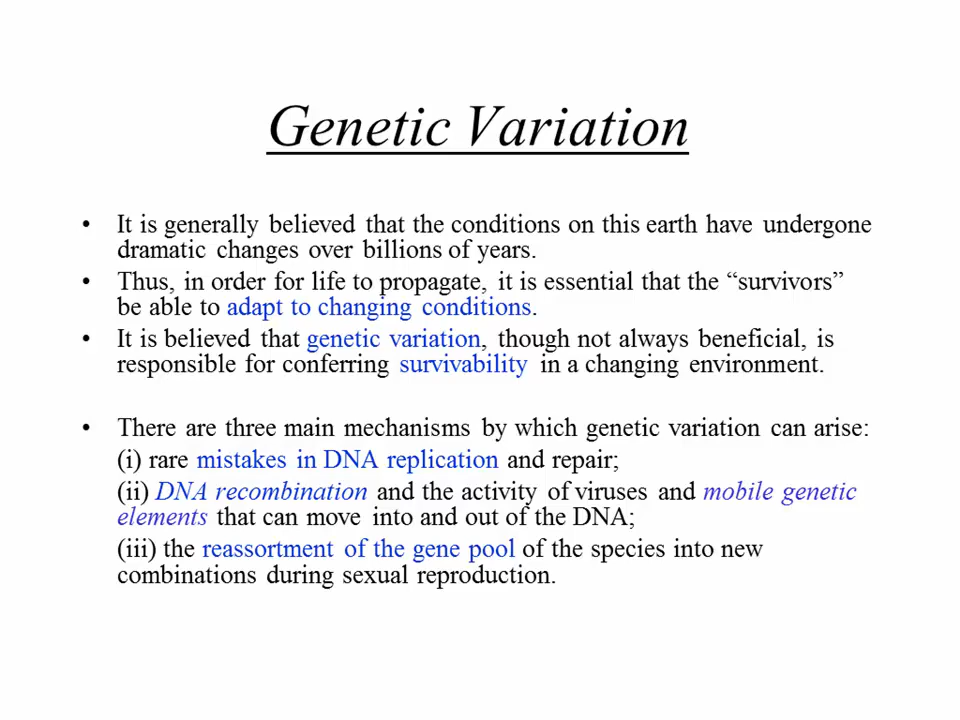 Genetic Variation
• It is generally believed that the conditions on this earth have undergone
dramatic changes over billions of years.
• Thus, in order for life to propagate, it is essential that the “survivors”
be able to adapt to changing conditions.
• It is believed that genetic variation, though not always beneficial, is
responsible for conferring survivability in a changing environment.
• There are three main mechanisms by which genetic variation can arise:
(i) rare mistakes in DNA replication and repair;
(ii) DNA recombination and the activity of viruses and mobile genetic
elements that can move into and out of the DNA;
(iii) the reassortment of the gene pool of the species into new
combinations during sexual reproduction.